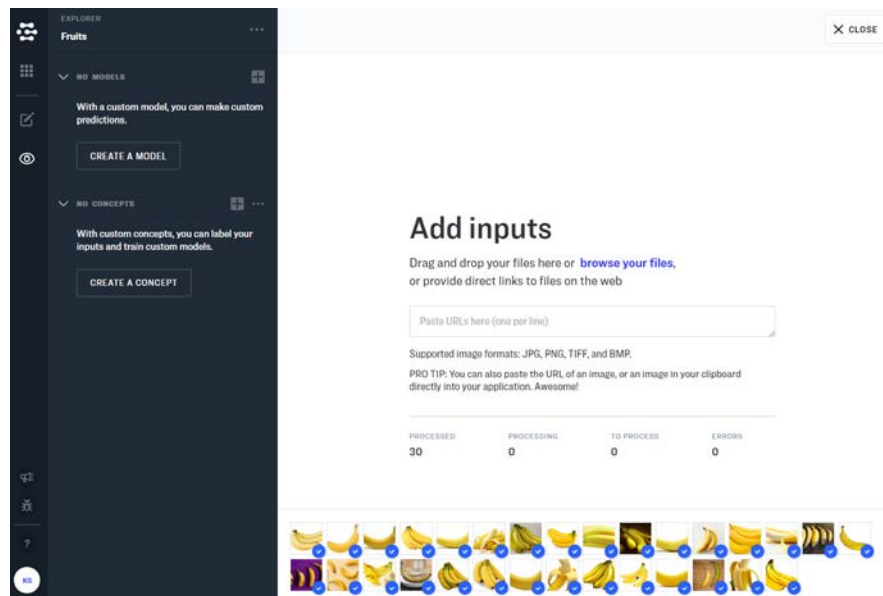 EXPLORER
Fruits
CLOSE
NO MODELS
With a custom model, you can make custom
predictions.
CREATE A MODEL
NO CONCEPTS
With custom concepts, you can label your
inputs and train custom models.
CREATE A CONCEPT
Add inputs
Drag and drop your files here or browse your files,
or provide direct links to files on the web
Paste URLs here (one per line)
Supported image formats: JPG, PNG, TIFF, and BMP.
PRO TIP: You can also paste the URL of an image, or an image in your clipboard
directly into your application. Awesome!
PROCESSED PROCESSING TO PROCESS ERRORS
30 0 0 0
?
KS